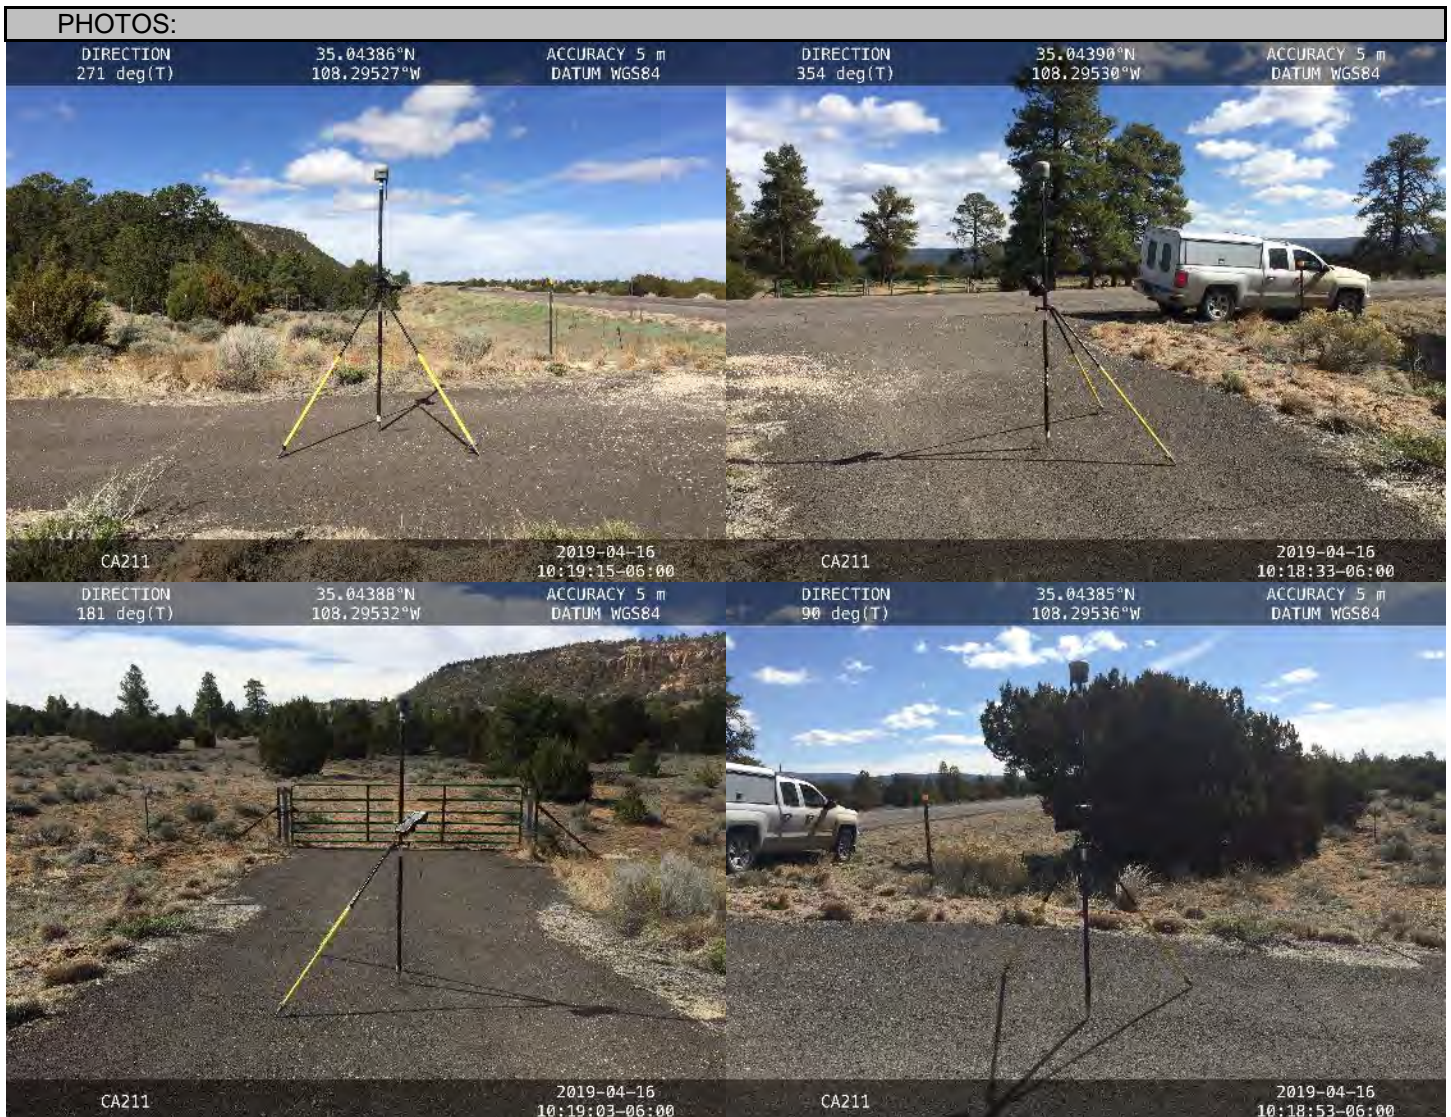 PHOTOS:
DIRECTION 35.04386°N ACCURACY 5 m
271 deg(T) 108.29527°W DATUM WGS84
CA211
2019-04-16
10:19:15-06:00
DIRECTION 35.04390°N ACCURACY 5 m
354 deg(T) 108.29530°W DATUM WGS84
CA211
2019-04-16
10:18:33-06:00
DIRECTION 35.04388°N ACCURACY 5 m
181 deg(T) 108.29532°W DATUM WGS84
CA211
2019-04-16
10:19:03-06:00
DIRECTION 35.04385°N ACCURACY 5 m
90 deg(T) 108.29536°W DATUM WGS84
CA211
2019-04-16
10:18:53-06:00